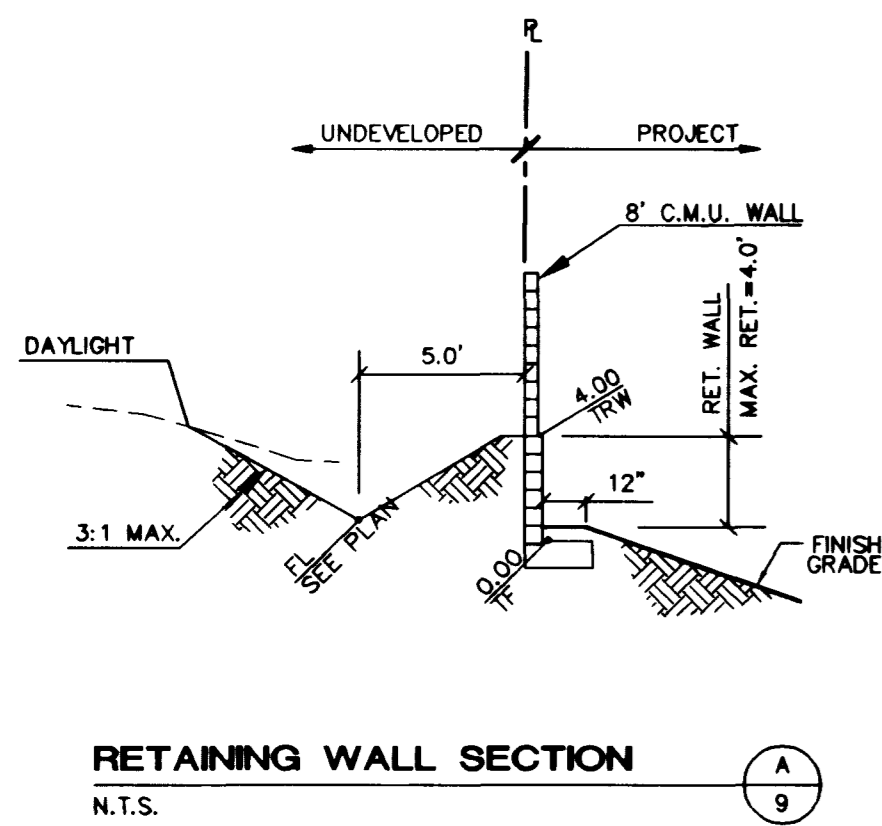 PL
UNDEVELOPED
PROJECT
8' C.M.U. WALL
DAYLIGHT
5.0'
4.00
TRW
RET. WALL
MAX. RET.=4.0'
12"
3:1 MAX.
FL
SEE PLAN
0.00
TF
FINISH
GRADE
RETAINING WALL SECTION
N.T.S.
A
9